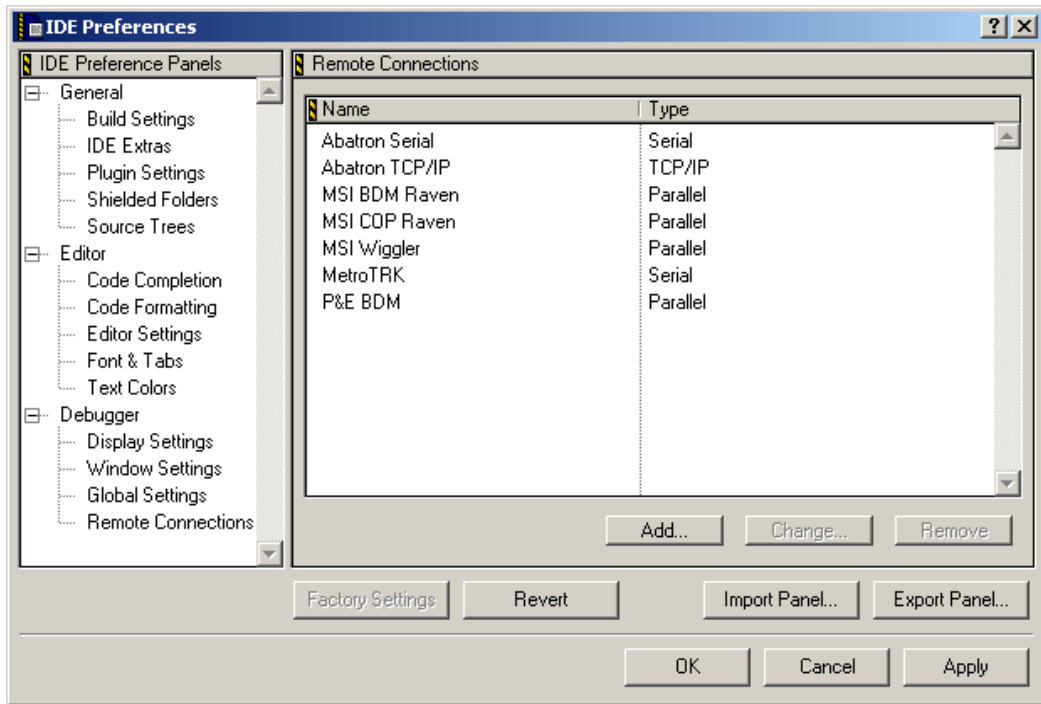 IDE Preferences
IDE Preference Panels
General
Build Settings
IDE Extras
Plugin Settings
Shielded Folders
Source Trees
Editor
Code Completion
Code Formatting
Editor Settings
Font & Tabs
Text Colors
Debugger
Display Settings
Window Settings
Global Settings
Remote Connections
Remote Connections
Name Type
Abatron Serial Serial
Abatron TCP/IP TCP/IP
MSI BDM Raven Parallel
MSI COP Raven Parallel
MSI Wiggler Parallel
MetroTRK Serial
P&E BDM Parallel
Add... Change... Remove
Factory Settings Revert Import Panel... Export Panel...
OK Cancel Apply